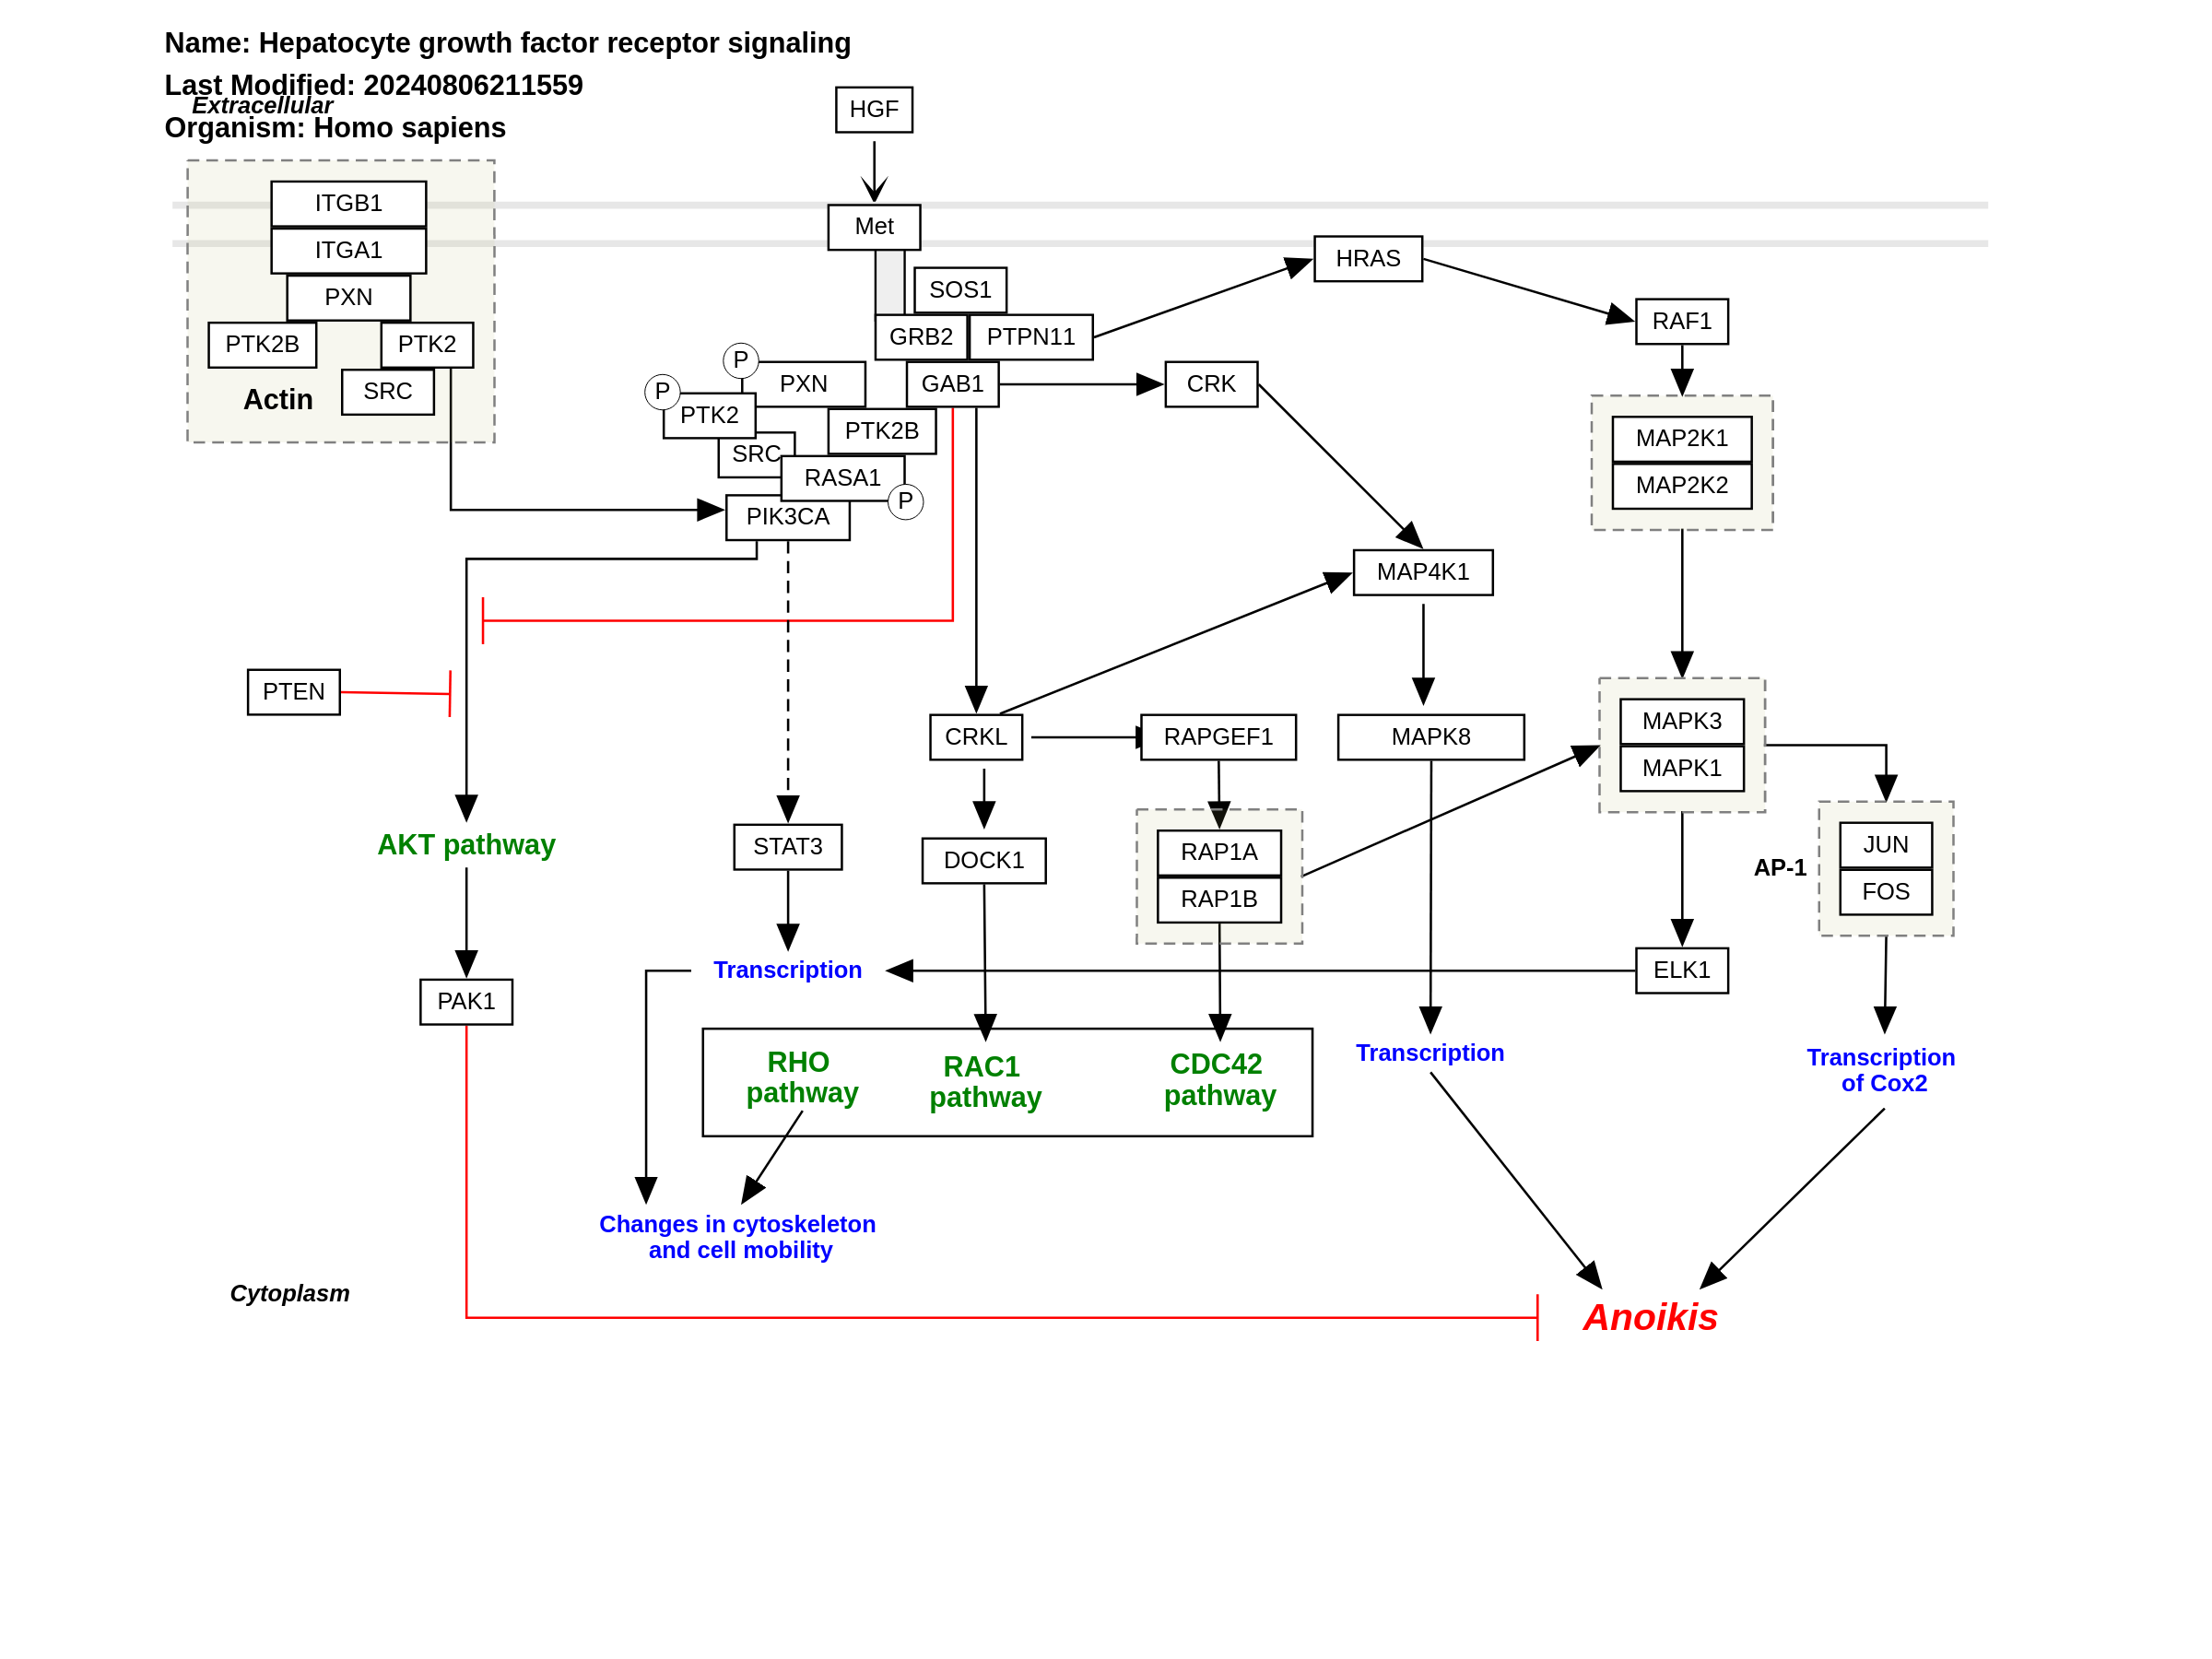 Name: Hepatocyte growth factor receptor signaling
Last Modified: 20240806211559
Extracellular
Organism: Homo sapiens
HGF
ITGB1
ITGA1
PXN
PTK2B
PTK2
SRC
Actin
Met
SOS1
GRB2
PTPN11
GAB1
HRAS
RAF1
CRK
P
PXN
P
PTK2
PTK2B
SRC
RASA1
P
PIK3CA
MAP2K1
MAP2K2
MAP4K1
PTEN
CRKL
RAPGEF1
MAPK8
MAPK3
MAPK1
AKT pathway
STAT3
DOCK1
RAP1A
RAP1B
AP-1
JUN
FOS
PAK1
Transcription
ELK1
RHO
pathway
RAC1
pathway
CDC42
pathway
Transcription
Transcription
of Cox2
Changes in cytoskeleton
and cell mobility
Cytoplasm
Anoikis